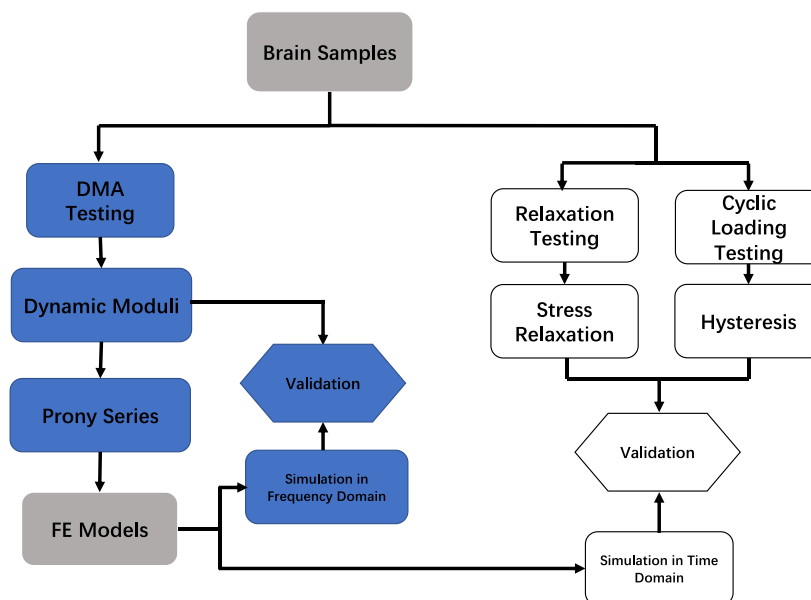 Brain Samples
DMA
Testing
Relaxation
Testing
Cyclic
Loading
Testing
Dynamic Moduli
Stress
Relaxation
Hysteresis
Validation
Prony Series
Validation
Simulation in
Frequency Domain
FE Models
Simulation in Time
Domain